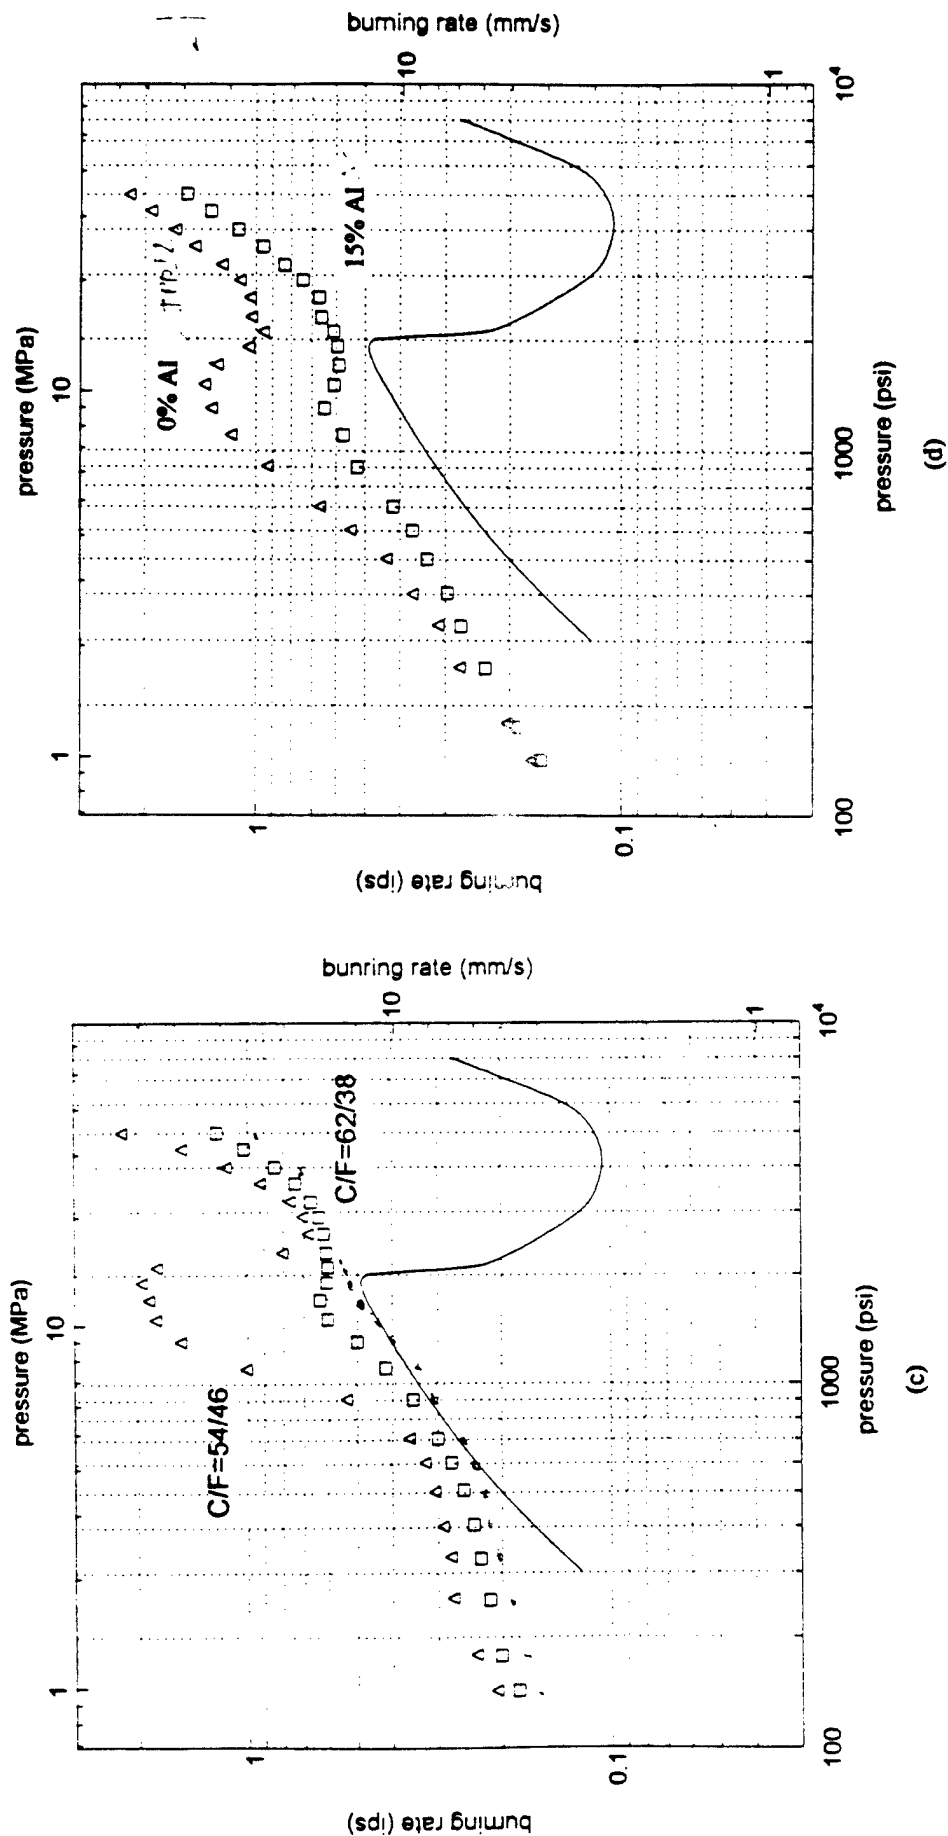 pressure (MPa)
1
10
burning rate (ips)
1
0.1
C/F=54/46
C/F=62/38
10
1
bunring rate (mm/s)
100
1000
10⁴
pressure (psi)
(c)
pressure (MPa)
1
10
burning rate (ips)
1
0.1
0% Al
15% Al
10
1
burning rate (mm/s)
100
1000
10⁴
pressure (psi)
(d)